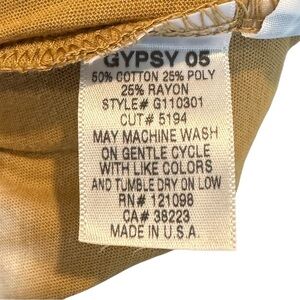 GYPSY 05
50% COTTON 25% POLY
25% RAYON
STYLE# G110301
CUT# 5194
MAY MACHINE WASH
ON GENTLE CYCLE
WITH LIKE COLORS
AND TUMBLE DRY ON LOW
RN# 121098
CA# 38223
MADE IN U.S.A.